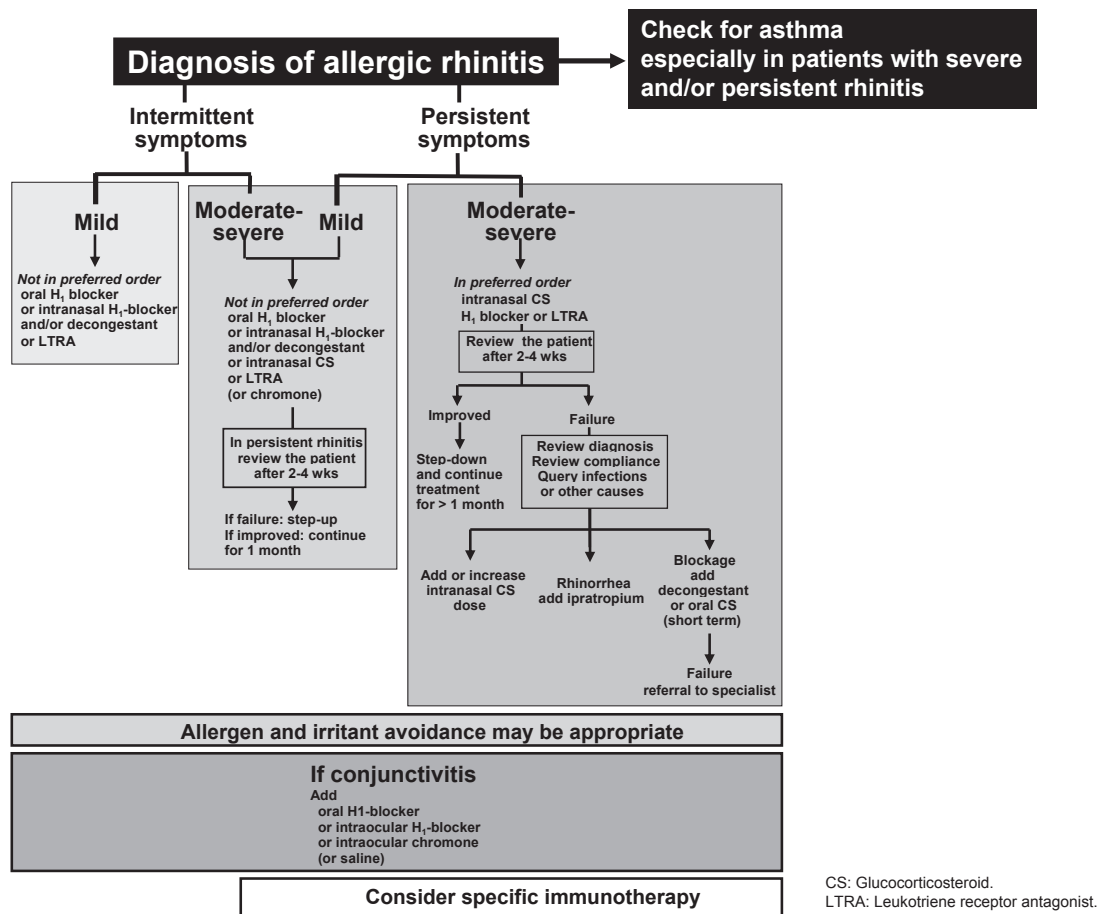 Diagnosis of allergic rhinitis
Check for asthma
especially in patients with severe
and/or persistent rhinitis
Intermittent
symptoms
Persistent
symptoms
Mild
Not in preferred order
oral H₁ blocker
or intranasal H₁-blocker
and/or decongestant
or LTRA
Moderate-
severe
Mild
Not in preferred order
oral H₁ blocker
or intranasal H₁-blocker
and/or decongestant
or intranasal CS
or LTRA
(or chromone)
In persistent rhinitis
review the patient
after 2-4 wks
If failure: step-up
If improved: continue
for 1 month
Moderate-
severe
In preferred order
intranasal CS
H₁ blocker or LTRA
Review the patient
after 2-4 wks
Improved
Step-down
and continue
treatment
for > 1 month
Failure
Review diagnosis
Review compliance
Query infections
or other causes
Add or increase
intranasal CS
dose
Rhinorrhea
add ipratropium
Blockage
add
decongestant
or oral CS
(short term)
Failure
referral to specialist
Allergen and irritant avoidance may be appropriate
If conjunctivitis
Add
oral H1-blocker
or intraocular H₁-blocker
or intraocular chromone
(or saline)
Consider specific immunotherapy
CS: Glucocorticosteroid.
LTRA: Leukotriene receptor antagonist.